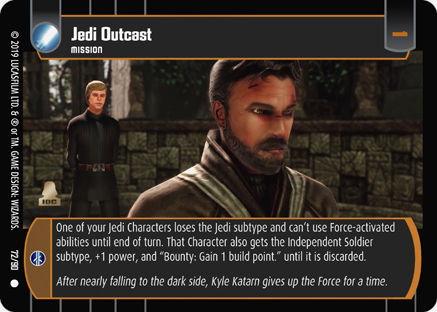 Jedi Outcast
MISSION
1
IDC
© 2019 LUCASFILM LTD. & ® or TM. GAME DESIGN: WIZARDS.
72/90
One of your Jedi Characters loses the Jedi subtype and can't use Force-activated
abilities until end of turn. That Character also gets the Independent Soldier
subtype, +1 power, and "Bounty: Gain 1 build point." until it is discarded.
After nearly falling to the dark side, Kyle Katarn gives up the Force for a time.